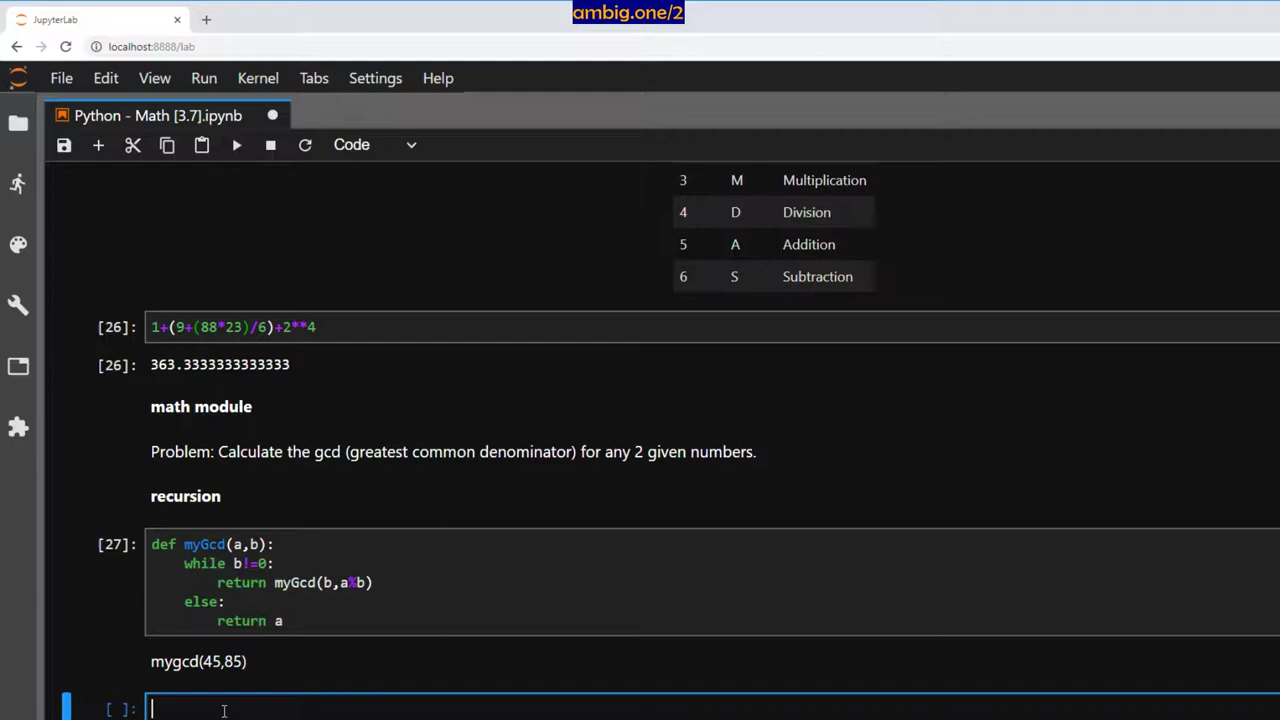 ambig.one/2
JupyterLab
localhost:8888/lab
File Edit View Run Kernel Tabs Settings Help
Python - Math [3.7].ipynb
Code
3 M Multiplication
4 D Division
5 A Addition
6 S Subtraction
[26]: 1+(9+(88*23)/6)+2**4
[26]: 363.3333333333333
math module
Problem: Calculate the gcd (greatest common denominator) for any 2 given numbers.
recursion
[27]: def myGcd(a,b):
while b!=0:
return myGcd(b,a%b)
else:
return a
mygcd(45,85)
[ ]: